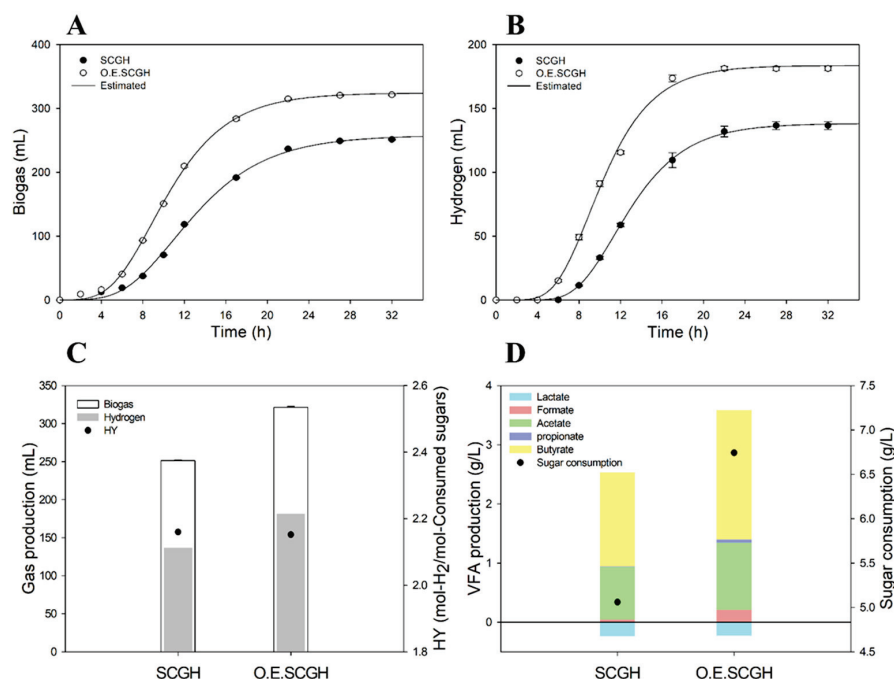 A
Biogas (mL)
400
300
200
100
0
SCGH
O.E.SCGH
Estimated
0 4 8 12 16 20 24 28 32
Time (h)
B
Hydrogen (mL)
200
150
100
50
0
SCGH
O.E.SCGH
Estimated
0 4 8 12 16 20 24 28 32
Time (h)
C
Gas production (mL)
350
300
250
200
150
100
50
0
Biogas
Hydrogen
HY
2.6
2.4
2.2
2.0
1.8
HY (mol-H2/mol-Consumed sugars)
SCGH O.E.SCGH
D
VFA production (g/L)
4
3
2
1
0
Lactate
Formate
Acetate
propionate
Butyrate
Sugar consumption
7.5
7.0
6.5
6.0
5.5
5.0
4.5
Sugar consumption (g/L)
SCGH O.E.SCGH